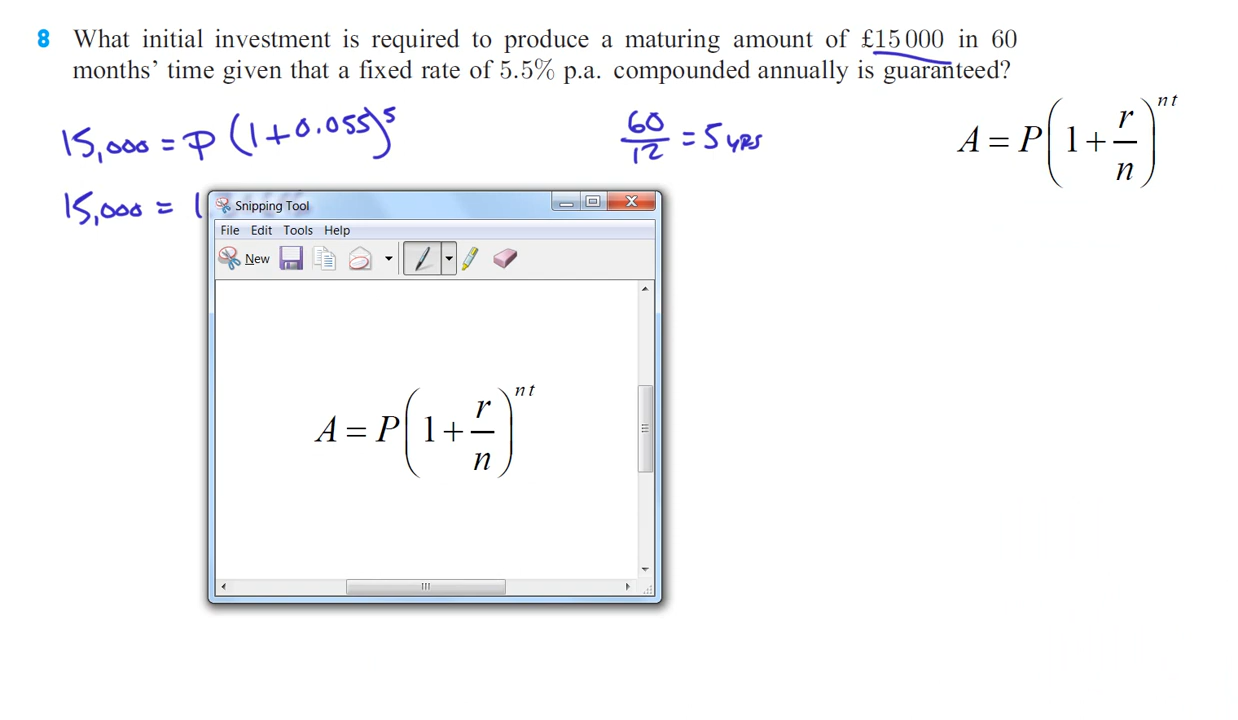 8 What initial investment is required to produce a maturing amount of £15 000 in 60
months' time given that a fixed rate of 5.5% p.a. compounded annually is guaranteed?
15,000 = P (1+0.055)^5
60/12 = 5 YRS
A = P(1 + r/n)^nt
15,000 =
Snipping Tool
File Edit Tools Help
New
A = P(1 + r/n)^nt